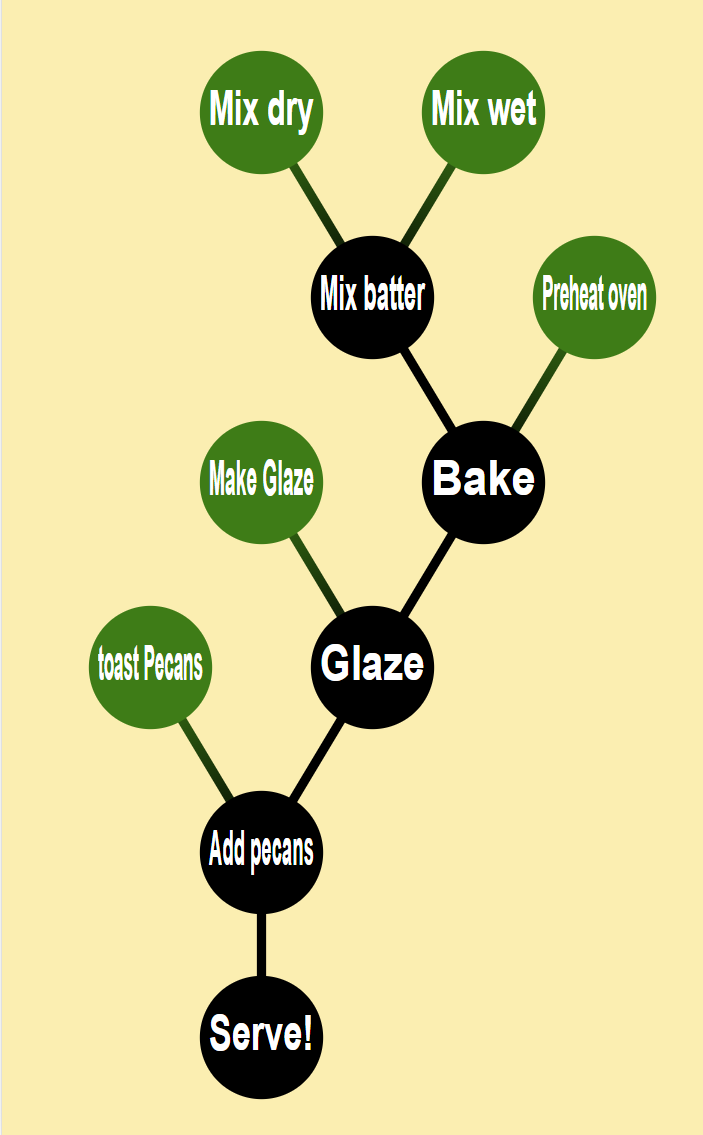 Mix dry
Mix wet
Mix batter
Preheat oven
Make Glaze
Bake
toast Pecans
Glaze
Add pecans
Serve!